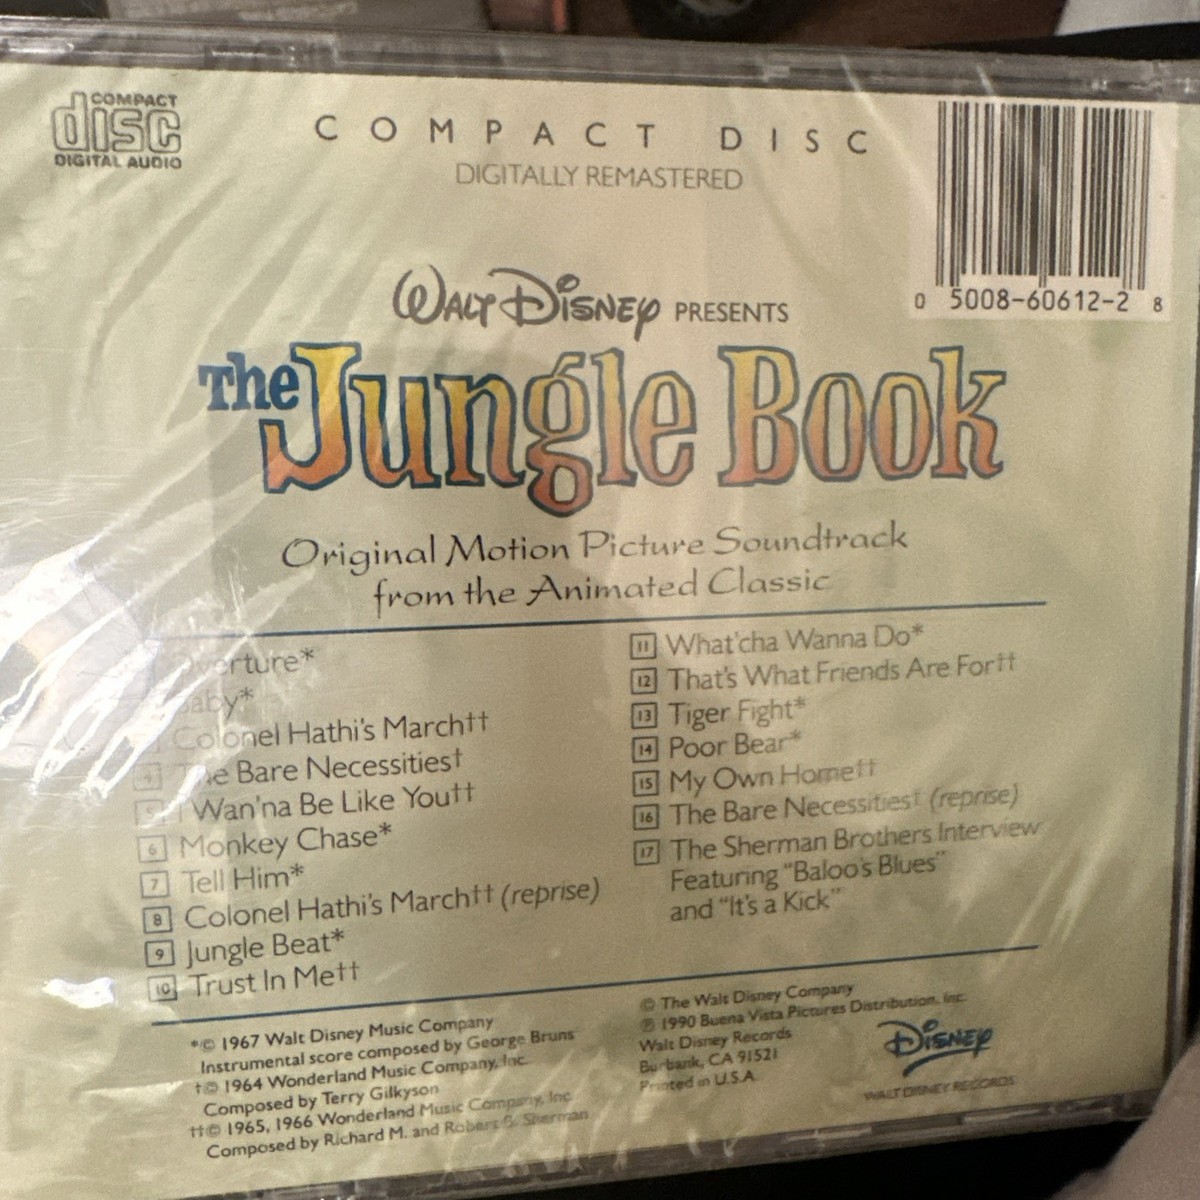 COMPACT
disc
DIGITAL AUDIO
COMPACT DISC
DIGITALLY REMASTERED
0 5008-60612-2 8
WALT DISNEY PRESENTS
The Jungle Book
Original Motion Picture Soundtrack
from the Animated Classic
Overture*
Baby*
Colonel Hathi's March††
4 The Bare Necessities†
5 I Wan'na Be Like You††
6 Monkey Chase*
7 Tell Him*
8 Colonel Hathi's March†† (reprise)
9 Jungle Beat*
10 Trust In Me††
11 What'cha Wanna Do*
12 That's What Friends Are For††
13 Tiger Fight*
14 Poor Bear*
15 My Own Home††
16 The Bare Necessities† (reprise)
17 The Sherman Brothers Interview
Featuring "Baloo's Blues"
and "It's a Kick"
*© 1967 Walt Disney Music Company
Instrumental score composed by George Bruns
†© 1964 Wonderland Music Company, Inc.
Composed by Terry Gilkyson
††© 1965, 1966 Wonderland Music Company, Inc.
Composed by Richard M. and Robert B. Sherman
© The Walt Disney Company
℗ 1990 Buena Vista Pictures Distribution, Inc.
Walt Disney Records
Burbank, CA 91521
Printed in U.S.A.
Disney
WALT DISNEY RECORDS